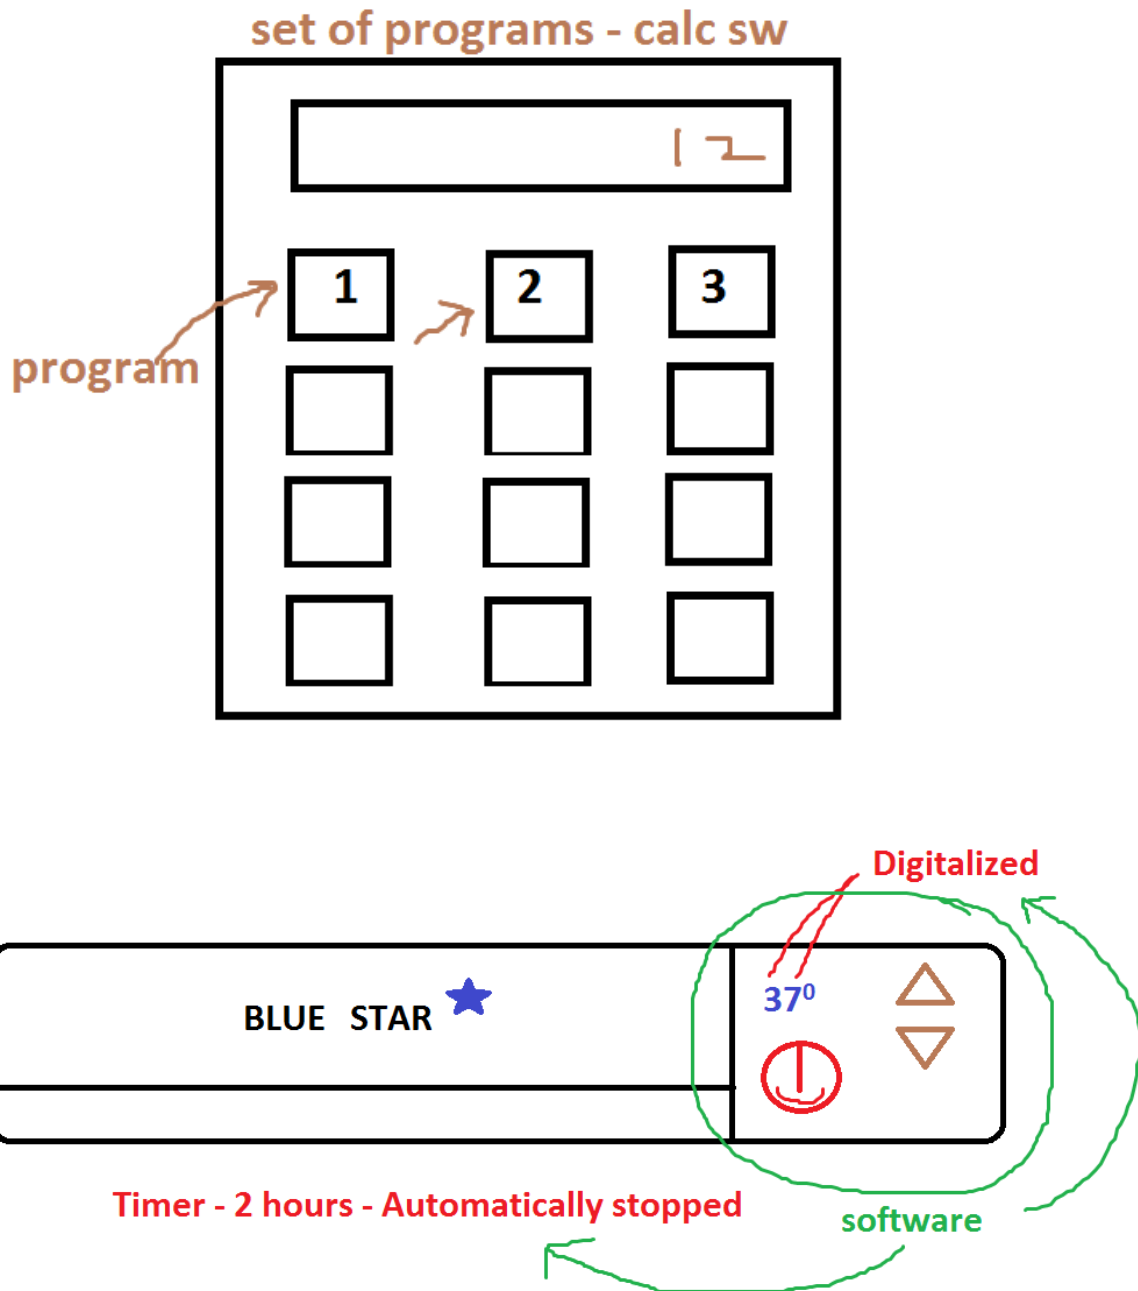 set of programs - calc sw
12
1 2 3
program
Digitalized
37⁰
BLUE STAR
Timer - 2 hours - Automatically stopped
software